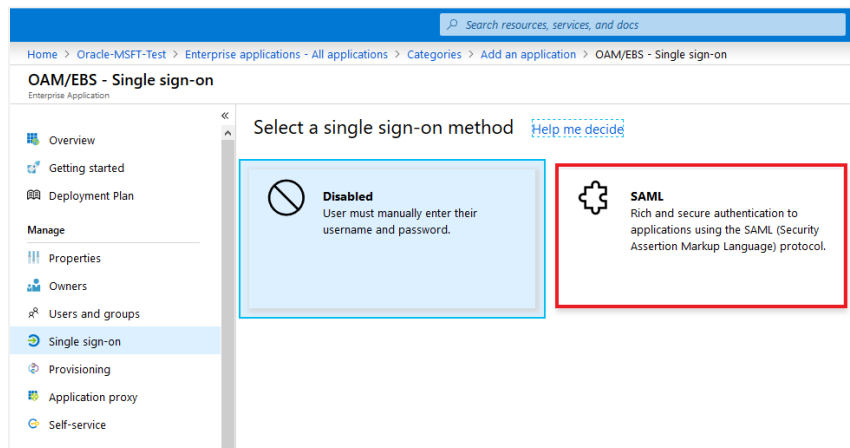 Search resources, services, and docs
Home > Oracle-MSFT-Test > Enterprise applications - All applications > Categories > Add an application > OAM/EBS - Single sign-on
OAM/EBS - Single sign-on
Enterprise Application
«
Overview
Getting started
Deployment Plan
Manage
Properties
Owners
Users and groups
Single sign-on
Provisioning
Application proxy
Self-service
Select a single sign-on method Help me decide
Disabled
User must manually enter their
username and password.
SAML
Rich and secure authentication to
applications using the SAML (Security
Assertion Markup Language) protocol.